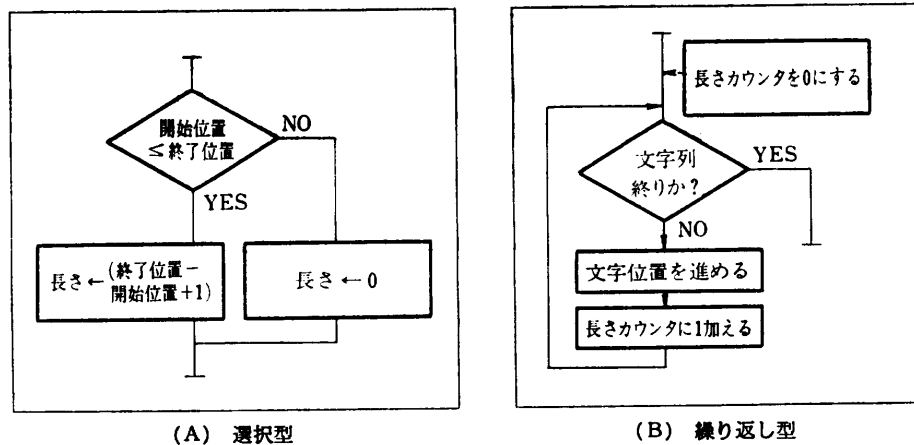 開始位置
≦終了位置
NO
YES
長さ←(終了位置−
開始位置+1)
長さ←0
(A) 選択型
長さカウンタを0にする
文字列
終りか?
YES
NO
文字位置を進める
長さカウンタに1加える
(B) 繰り返し型